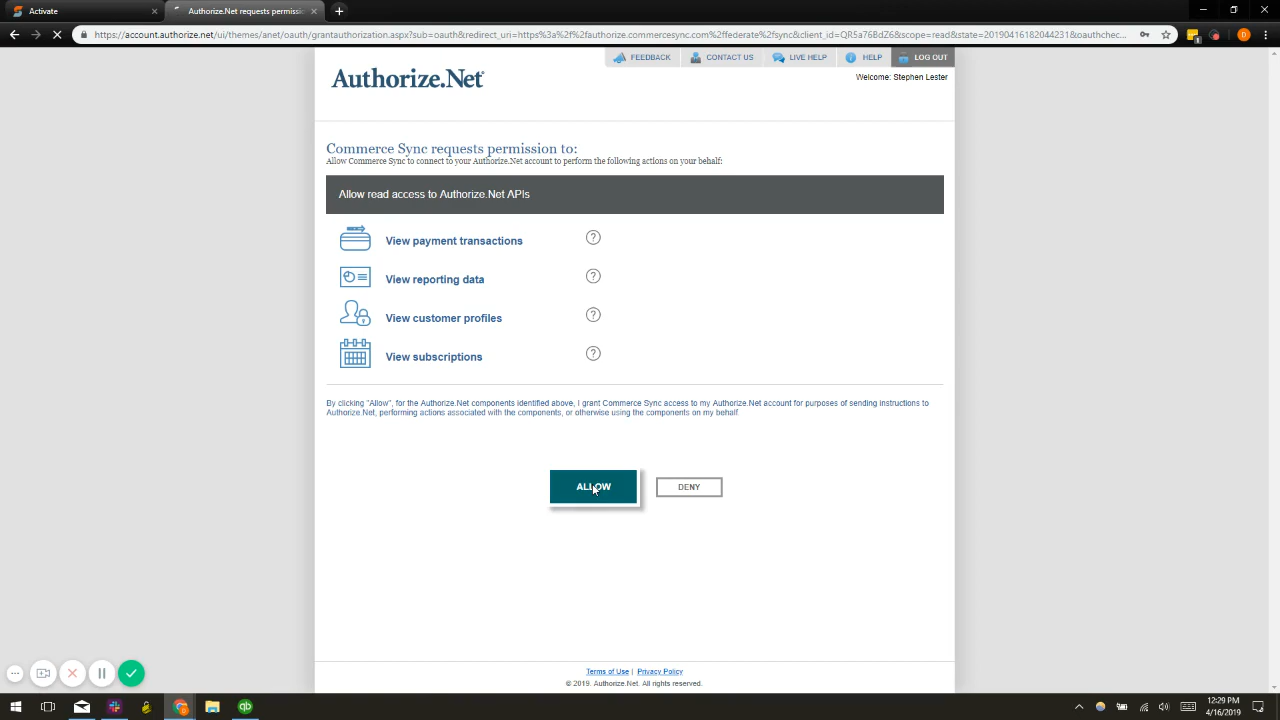 Activate
Authorize.Net Requests permissi
https://account.authorize.net/ui/themes/anet/oauth/grantauthorization.aspx?sub=oauth&redirect_uri=https%3a%2f%2fauthorize.commercesync.com%2ffederate%2fsync&client_id=QR5a76BdZ6&scope=read&state=20190416182044231&oauthchec...
FEEDBACK CONTACT US LIVE HELP HELP LOG OUT
Authorize.Net
Welcome: Stephen Lester
Commerce Sync requests permission to:
Allow Commerce Sync to connect to your Authorize.Net account to perform the following actions on your behalf:
Allow read access to Authorize.Net APIs
View payment transactions ?
View reporting data ?
View customer profiles ?
View subscriptions ?
By clicking "Allow", for the Authorize.Net components identified above, I grant Commerce Sync access to my Authorize.Net account for purposes of sending instructions to
Authorize.Net, performing actions associated with the components, or otherwise using the components on my behalf.
ALLOW DENY
Terms of Use | Privacy Policy
© 2019. Authorize.Net. All rights reserved.
12:29 PM
4/16/2019